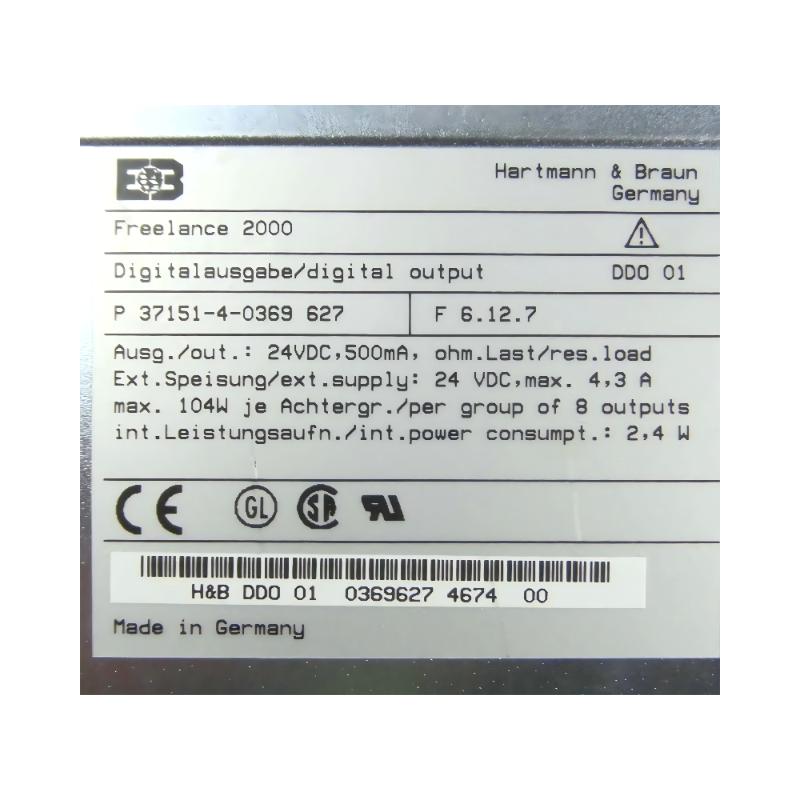 Hartmann & Braun
Germany
Freelance 2000
Digitalausgabe/digital output DDO 01
P 37151-4-0369 627 F 6.12.7
Ausg./out.: 24VDC,500mA, ohm.Last/res.load
Ext.Speisung/ext.supply: 24 VDC,max. 4,3 A
max. 104W je Achtergr./per group of 8 outputs
int.Leistungsaufn./int.power consumpt.: 2,4 W
CE GL SA
H&B DDO 01 0369627 4674 00
Made in Germany